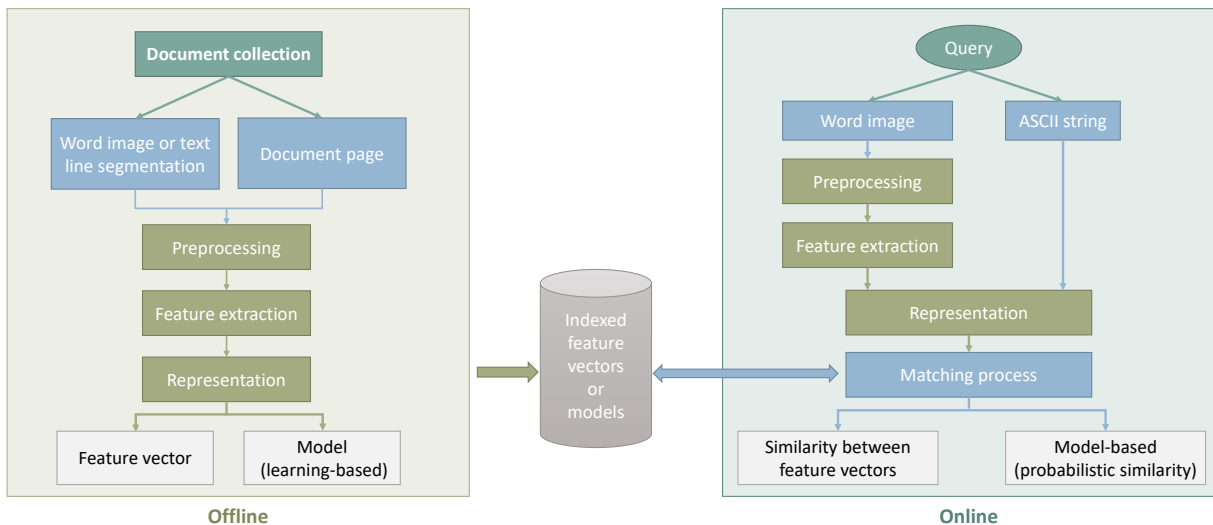 Document collection
Word image or text
line segmentation
Document page
Preprocessing
Feature extraction
Representation
Feature vector
Model
(learning-based)
Offline
Indexed
feature
vectors
or
models
Query
Word image
ASCII string
Preprocessing
Feature extraction
Representation
Matching process
Similarity between
feature vectors
Model-based
(probabilistic similarity)
Online